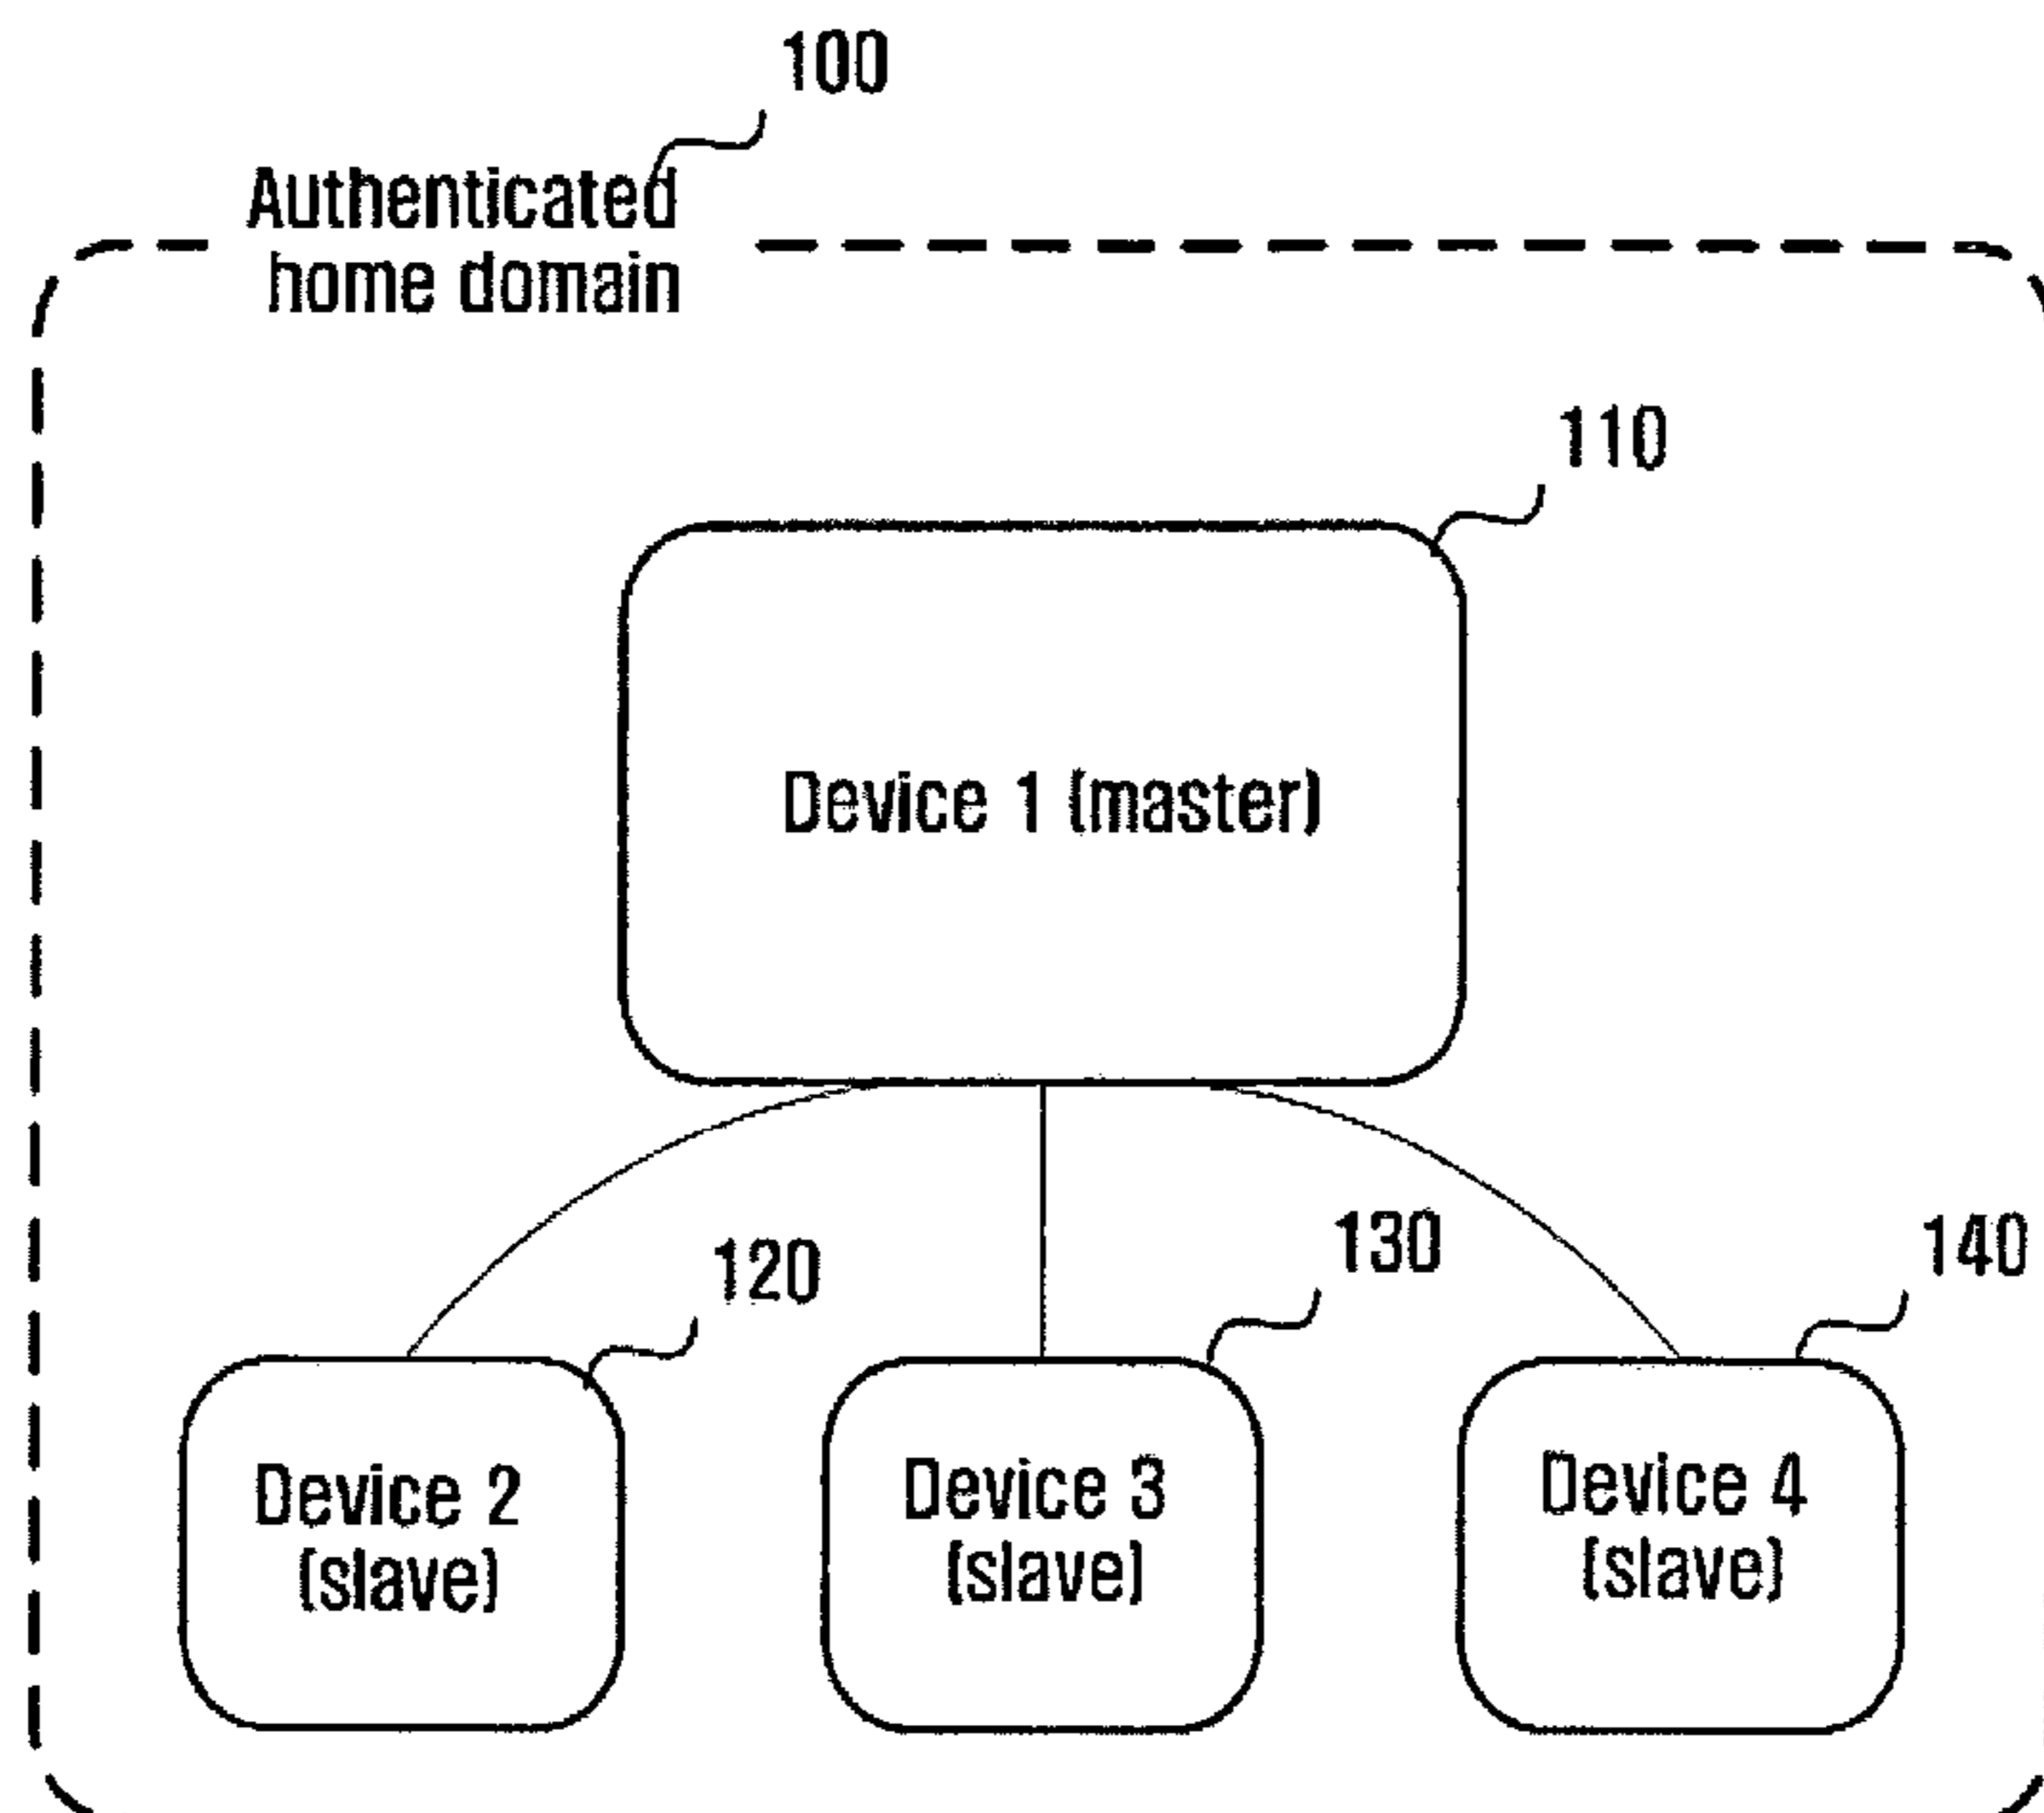 100
Authenticated
home domain
110
Device 1 (master)
120
130
140
Device 2
(slave)
Device 3
(slave)
Device 4
(slave)